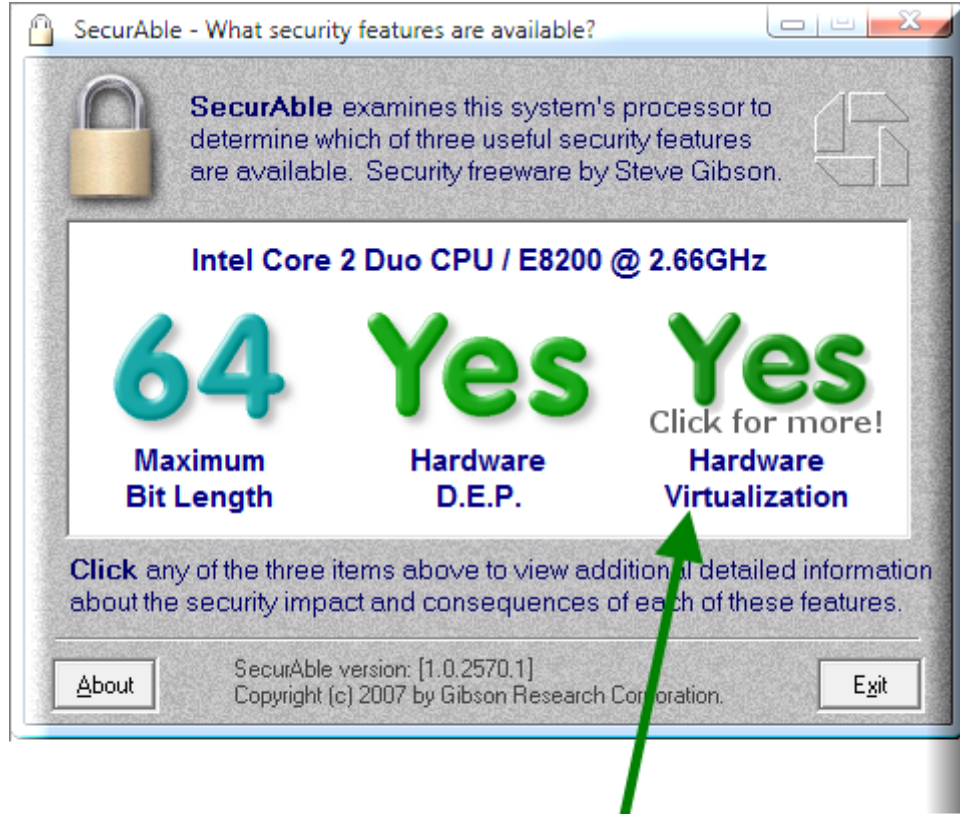 SecurAble - What security features are available?
SecurAble examines this system's processor to
determine which of three useful security features
are available. Security freeware by Steve Gibson.
Intel Core 2 Duo CPU / E8200 @ 2.66GHz
64 Yes Yes
Click for more!
Maximum Hardware Hardware
Bit Length D.E.P. Virtualization
Click any of the three items above to view additional detailed information
about the security impact and consequences of each of these features.
About
SecurAble version: [1.0.2570.1]
Copyright (c) 2007 by Gibson Research Corporation.
Exit